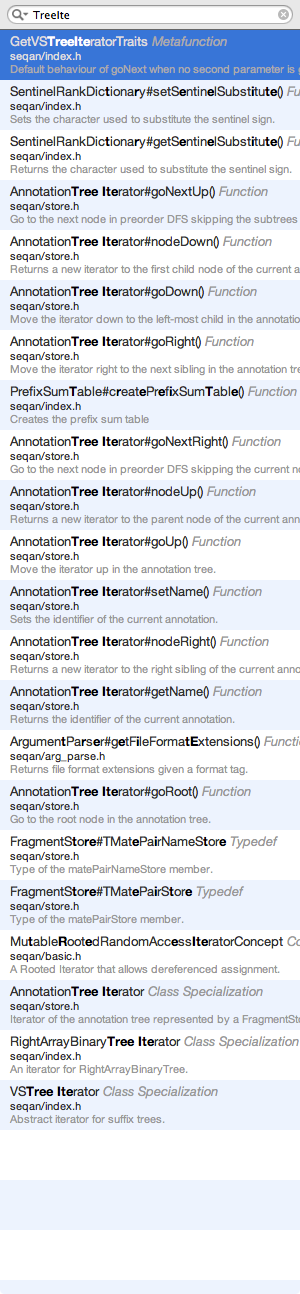 TreeIte
GetVSTreeIteratorTraits Metafunction
seqan/index.h
Default behaviour of goNext when no second parameter is
SentinelRankDictionary#setSentinelSubstitute()
seqan/index.h
Sets the character used to substitute the sentinel sign.
SentinelRankDictionary#getSentinelSubstitute()
seqan/index.h
Returns the character used to substitute the sentinel sign.
AnnotationTree Iterator#goNextUp() Function
seqan/store.h
Go to the next node in preorder DFS skipping the subtrees
AnnotationTree Iterator#nodeDown() Function
seqan/store.h
Returns a new iterator to the first child node of the current a
AnnotationTree Iterator#goDown() Function
seqan/store.h
Move the iterator down to the left-most child in the annotatio
AnnotationTree Iterator#goRight() Function
seqan/store.h
Move the iterator right to the next sibling in the annotation tre
PrefixSumTable#createPrefixSumTable() Function
seqan/index.h
Creates the prefix sum table
AnnotationTree Iterator#goNextRight() Function
seqan/store.h
Go to the next node in preorder DFS skipping the current n
AnnotationTree Iterator#nodeUp() Function
seqan/store.h
Returns a new iterator to the parent node of the current ann
AnnotationTree Iterator#goUp() Function
seqan/store.h
Move the iterator up in the annotation tree.
AnnotationTree Iterator#setName() Function
seqan/store.h
Sets the identifier of the current annotation.
AnnotationTree Iterator#nodeRight() Function
seqan/store.h
Returns a new iterator to the right sibling of the current anno
AnnotationTree Iterator#getName() Function
seqan/store.h
Returns identifier of the current annotation.
ArgumentParser#getFileFormatExtensions() Functi
seqan/arg_parse.h
Returns file format extensions given a format tag.
AnnotationTree Iterator#goRoot() Function
seqan/store.h
Go to the root node in the annotation tree.
FragmentStore#TMatePairNameStore Typedef
seqan/store.h
Type of the matePairNameStore member.
FragmentStore#TMatePairStore Typedef
seqan/store.h
Type of the matePairStore member.
MutableRootedRandomAccessIteratorConcept Co
seqan/basic.h
A Rooted Iterator that allows dereferenced assignment.
AnnotationTree Iterator Class Specialization
seqan/store.h
Iterator of the annotation tree represented by a FragmentSto
RightArrayBinaryTree Iterator Class Specialization
seqan/index.h
An iterator for RightArrayBinaryTree.
VSTree Iterator Class Specialization
seqan/index.h
Abstract iterator for suffix trees.